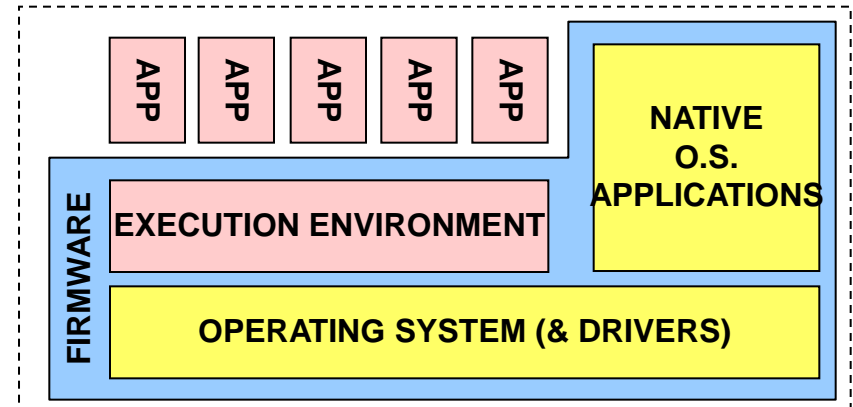 APP
APP
APP
APP
APP
NATIVE
O.S.
APPLICATIONS
FIRMWARE
EXECUTION ENVIRONMENT
OPERATING SYSTEM (& DRIVERS)